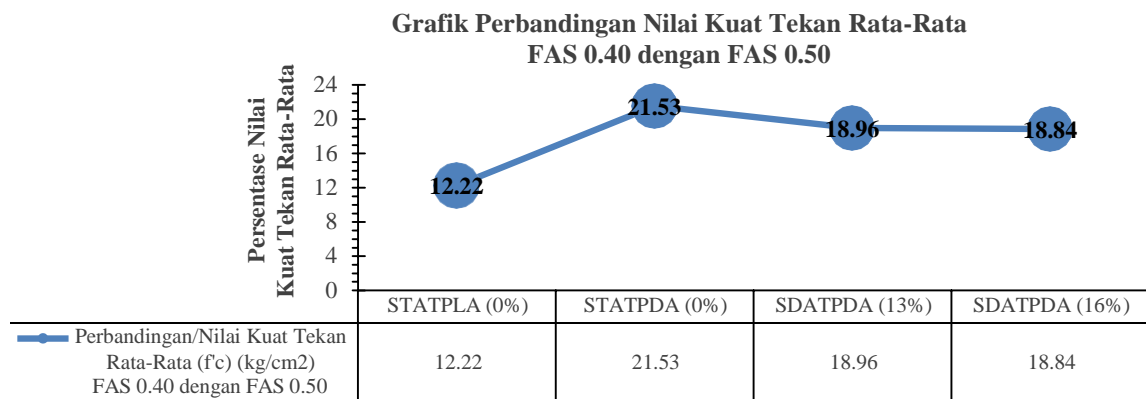 Grafik Perbandingan Nilai Kuat Tekan Rata-Rata
FAS 0.40 dengan FAS 0.50
Persentase Nilai
Kuat Tekan Rata-Rata
24
20
16
12
8
4
0
12.22
21.53
18.96
18.84
STATPLA (0%) STATPDA (0%) SDATPDA (13%) SDATPDA (16%)
Perbandingan/Nilai Kuat Tekan
Rata-Rata (f'c) (kg/cm2)
FAS 0.40 dengan FAS 0.50
12.22 21.53 18.96 18.84